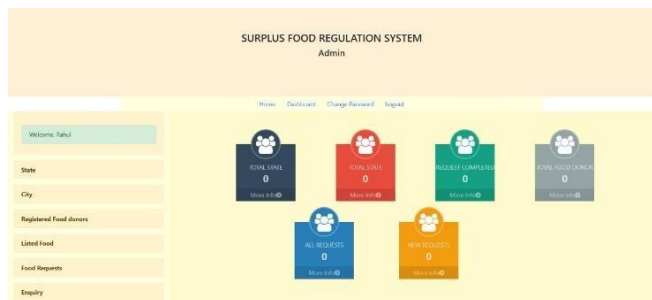 SURPLUS FOOD REGULATION SYSTEM
Admin
Home Dashboard Change Password Logout
Welcome, Rahul
State
City
Registered Food donors
Listed Food
Food Requests
Enquiry
TOTAL STATE
0
More Info
TOTAL STATE
0
More Info
REQUEST COMPLETED
0
More Info
TOTAL FOOD DONOR
0
More Info
ALL REQUESTS
0
More Info
NEW REQUESTS
0
More Info